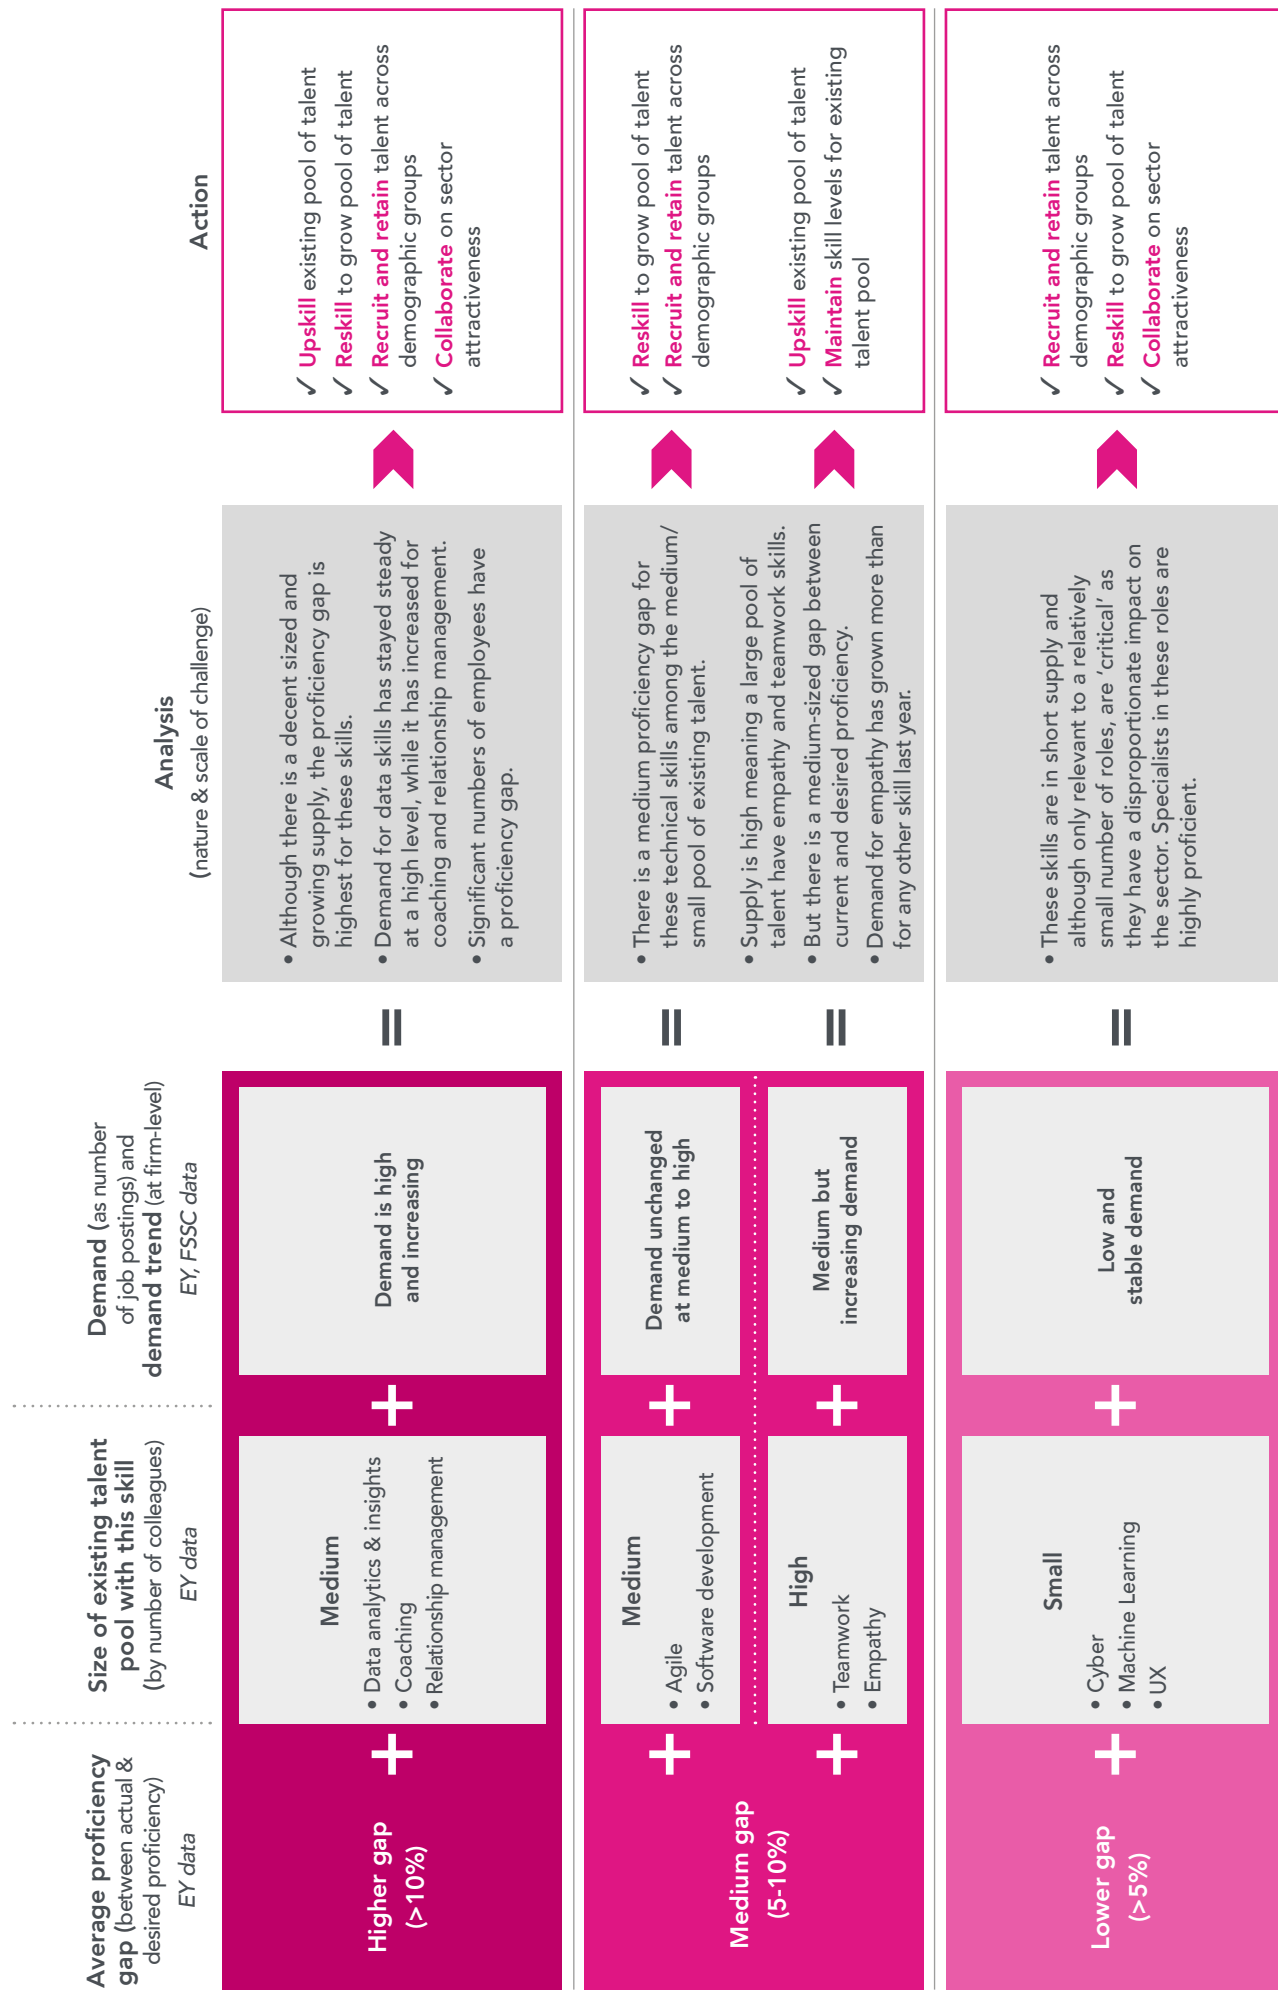 Average proficiency
gap (between actual &
desired proficiency)
EY data
Size of existing talent
pool with this skill
(by number of colleagues)
EY data
Demand (as number
of job postings) and
demand trend (at firm-level)
EY, FSSC data
Analysis
(nature & scale of challenge)
Action
Higher gap
(>10%)
+
Medium
• Data analytics & insights
• Coaching
• Relationship management
+
Demand is high
and increasing
=
• Although there is a decent sized and
growing supply, the proficiency gap is
highest for these skills.
• Demand for data skills has stayed steady
at a high level, while it has increased for
coaching and relationship management.
• Significant numbers of employees have
a proficiency gap.
✓ Upskill existing pool of talent
✓ Reskill to grow pool of talent
✓ Recruit and retain talent across
demographic groups
✓ Collaborate on sector
attractiveness
Medium gap
(5-10%)
+
Medium
• Agile
• Software development
+
Demand unchanged
at medium to high
=
• There is a medium proficiency gap for
these technical skills among the medium/
small pool of existing talent.
✓ Reskill to grow pool of talent
✓ Recruit and retain talent across
demographic groups
+
High
• Teamwork
• Empathy
+
Medium but
increasing demand
=
• Supply is high meaning a large pool of
talent have empathy and teamwork skills.
• But there is a medium-sized gap between
current and desired proficiency.
• Demand for empathy has grown more than
for any other skill last year.
✓ Upskill existing pool of talent
✓ Maintain skill levels for existing
talent pool
Lower gap
(>5%)
+
Small
• Cyber
• Machine Learning
• UX
+
Low and
stable demand
=
• These skills are in short supply and
although only relevant to a relatively
small number of roles, are ‘critical’ as
they have a disproportionate impact on
the sector. Specialists in these roles are
highly proficient.
✓ Recruit and retain talent across
demographic groups
✓ Reskill to grow pool of talent
✓ Collaborate on sector
attractiveness